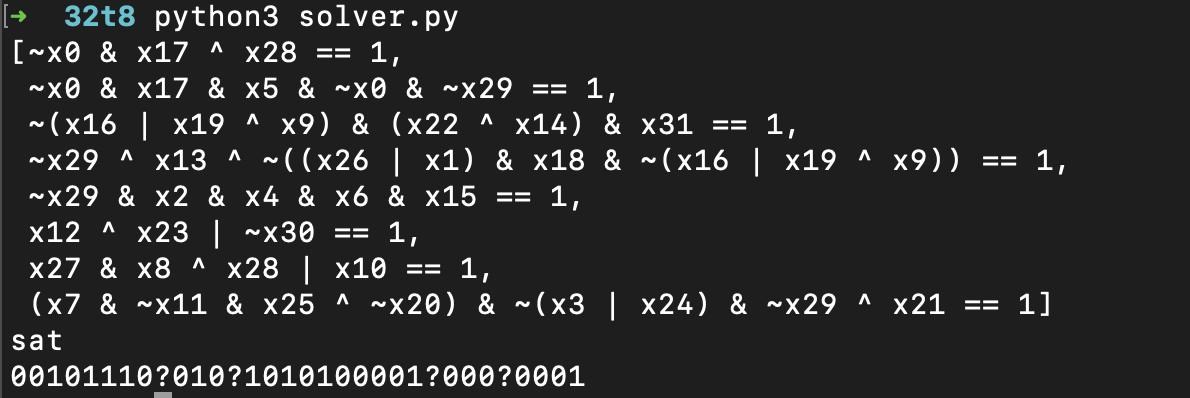 [➜  32t8 python3 solver.py
[~x0 & x17 ^ x28 == 1,
 ~x0 & x17 & x5 & ~x0 & ~x29 == 1,
 ~(x16 | x19 ^ x9) & (x22 ^ x14) & x31 == 1,
 ~x29 ^ x13 ^ ~((x26 | x1) & x18 & ~(x16 | x19 ^ x9)) == 1,
 ~x29 & x2 & x4 & x6 & x15 == 1,
 x12 ^ x23 | ~x30 == 1,
 x27 & x8 ^ x28 | x10 == 1,
 (x7 & ~x11 & x25 ^ ~x20) & ~(x3 | x24) & ~x29 ^ x21 == 1]
sat
00101110?010?1010100001?000?0001